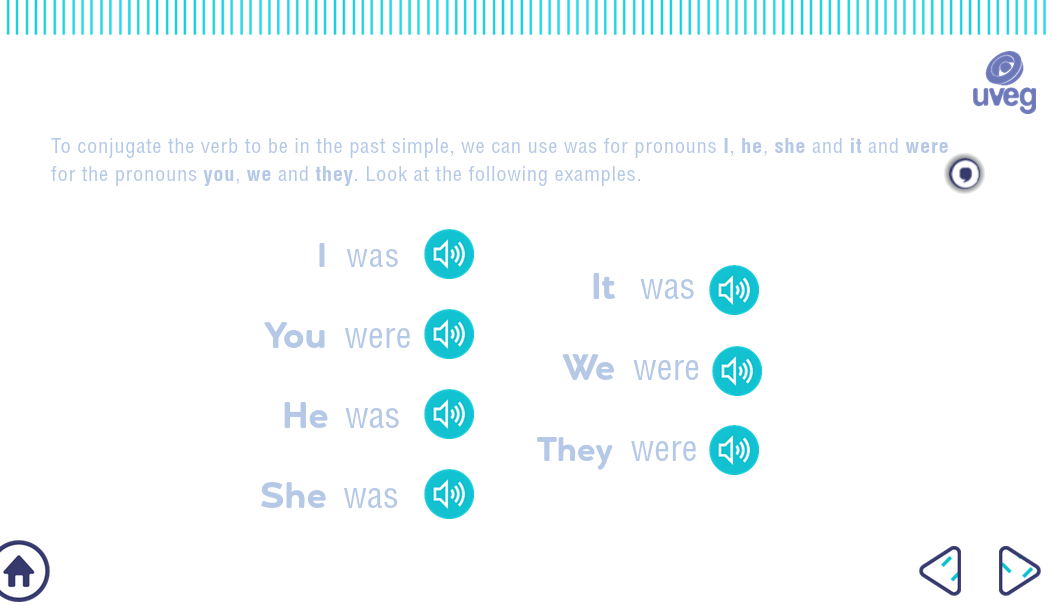 uveg
To conjugate the verb to be in the past simple, we can use was for pronouns I, he, she and it and were
for the pronouns you, we and they. Look at the following examples.
I was
You were
He was
She was
It was
We were
They were